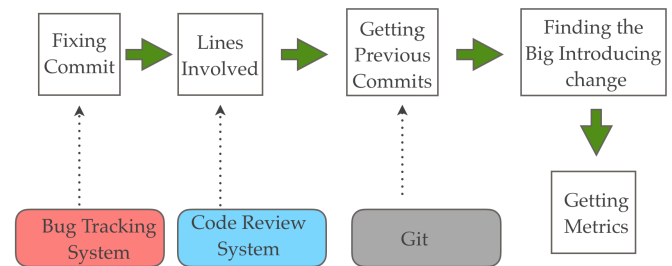 Fixing
Commit
Lines
Involved
Getting
Previous
Commits
Finding the
Big Introducing
change
Getting
Metrics
Bug Tracking
System
Code Review
System
Git